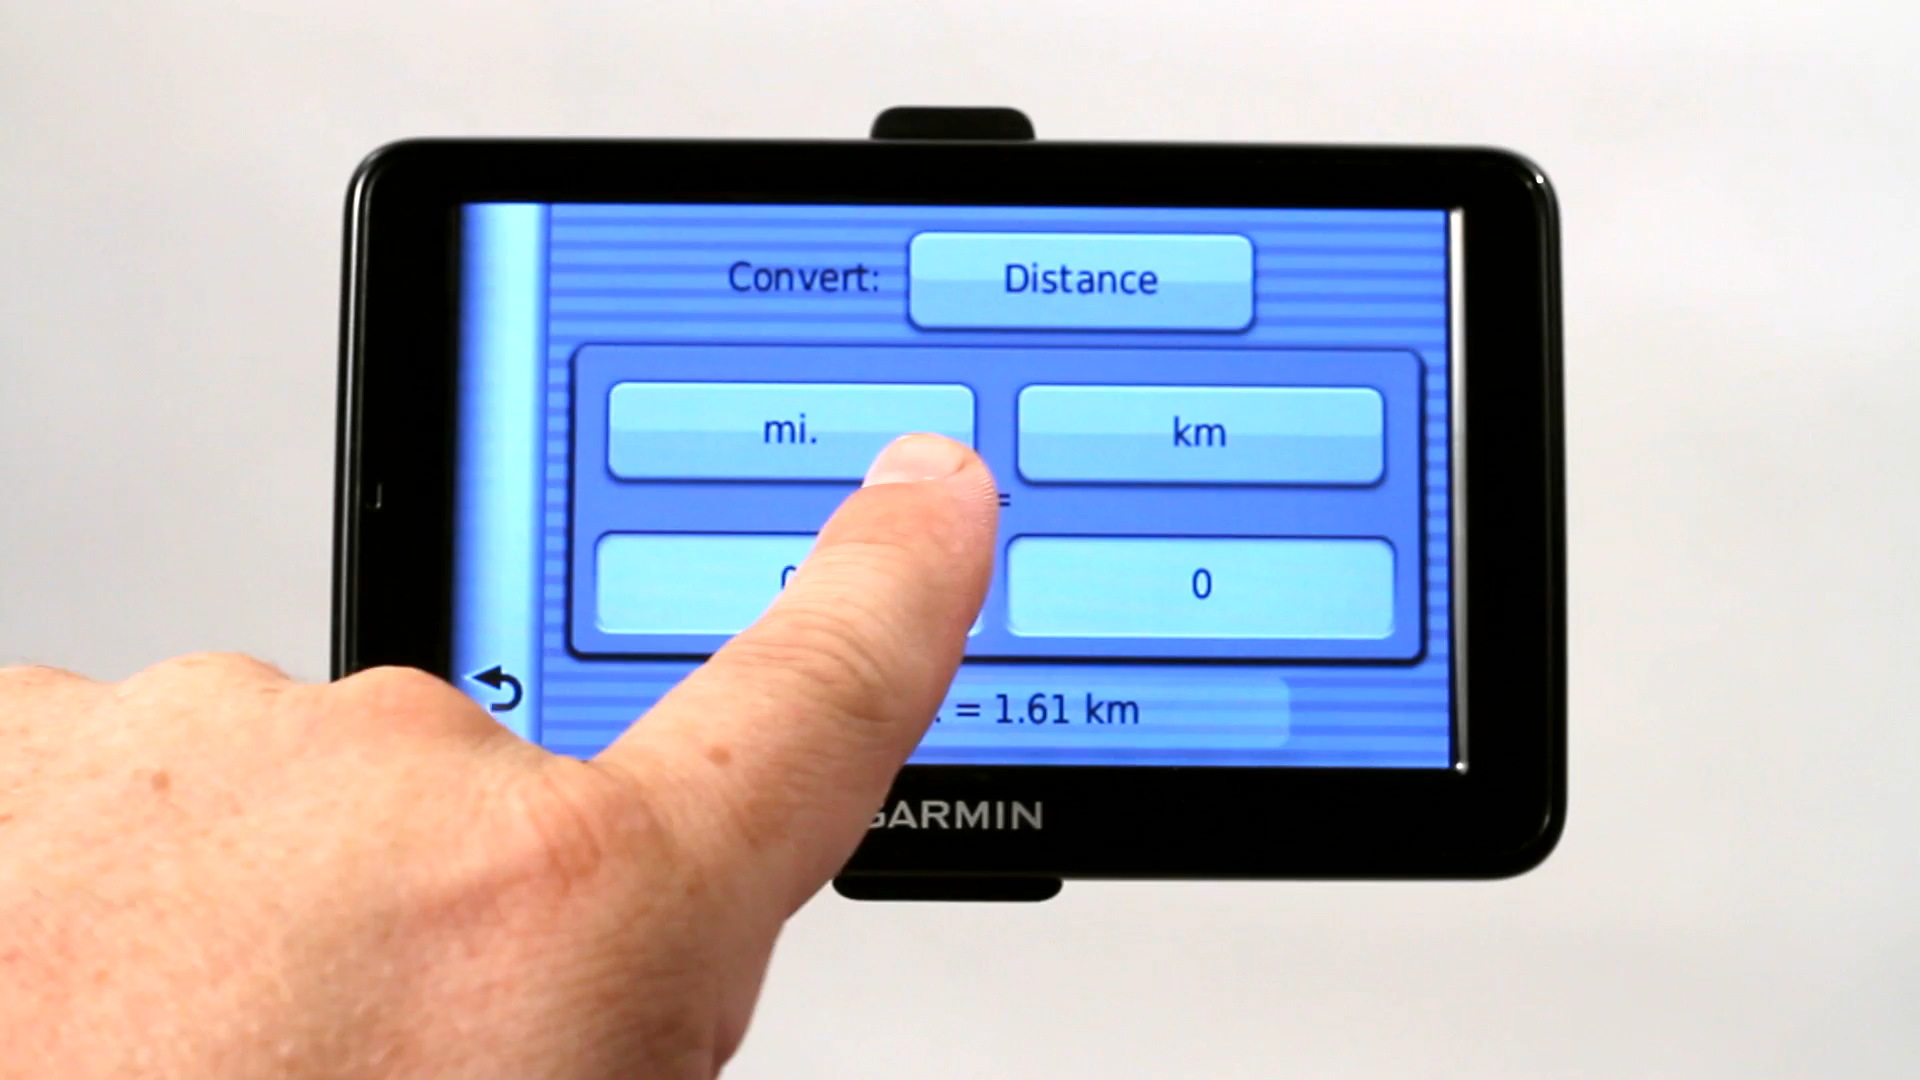 Convert: Distance
mi. km
=
0
= 1.61 km
GARMIN